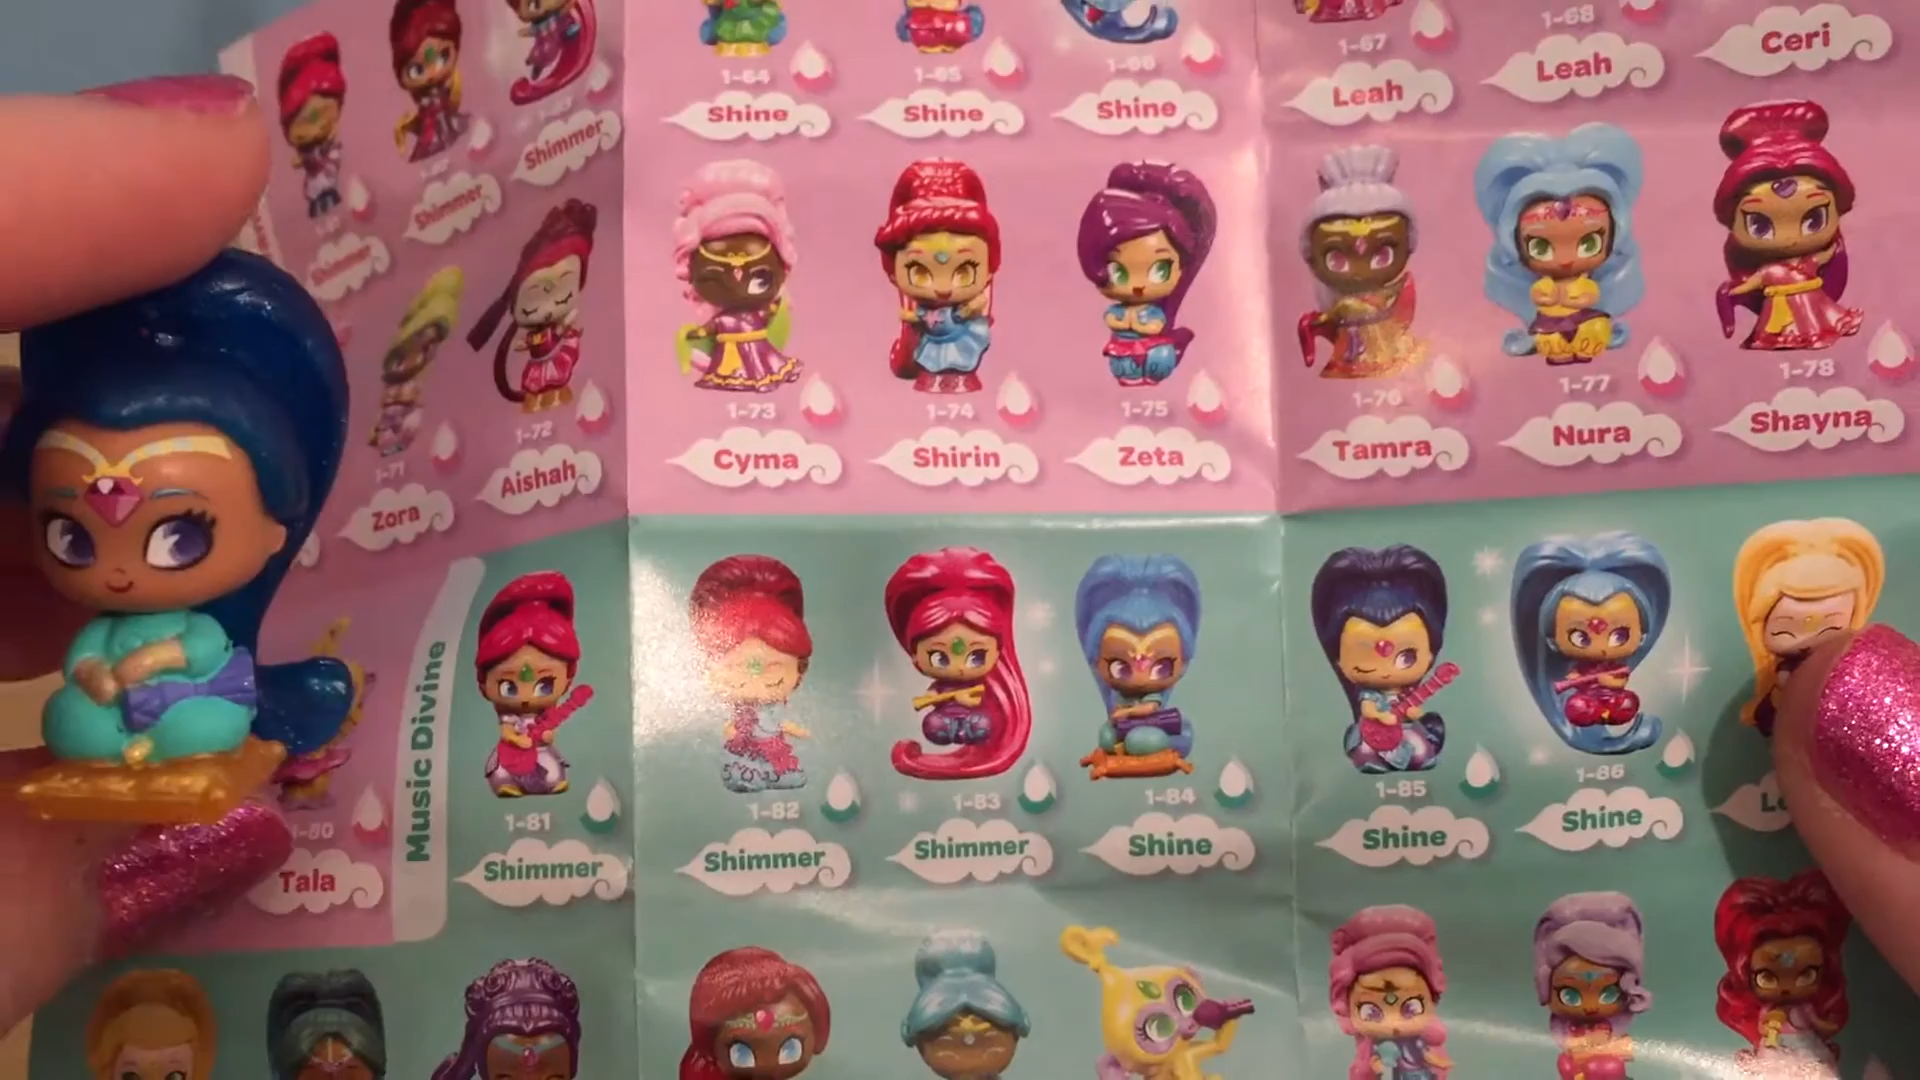 Shimmer
Shimmer
Shimmer
1-64
Shine
1-65
Shine
1-66
Shine
1-67
Leah
1-68
Leah
Ceri
1-71
Zora
1-72
Aishah
1-73
Cyma
1-74
Shirin
1-75
Zeta
1-76
Tamra
1-77
Nura
1-78
Shayna
1-80
Tala
Music Divine
1-81
Shimmer
1-82
Shimmer
1-83
Shimmer
1-84
Shine
1-85
Shine
1-86
Shine